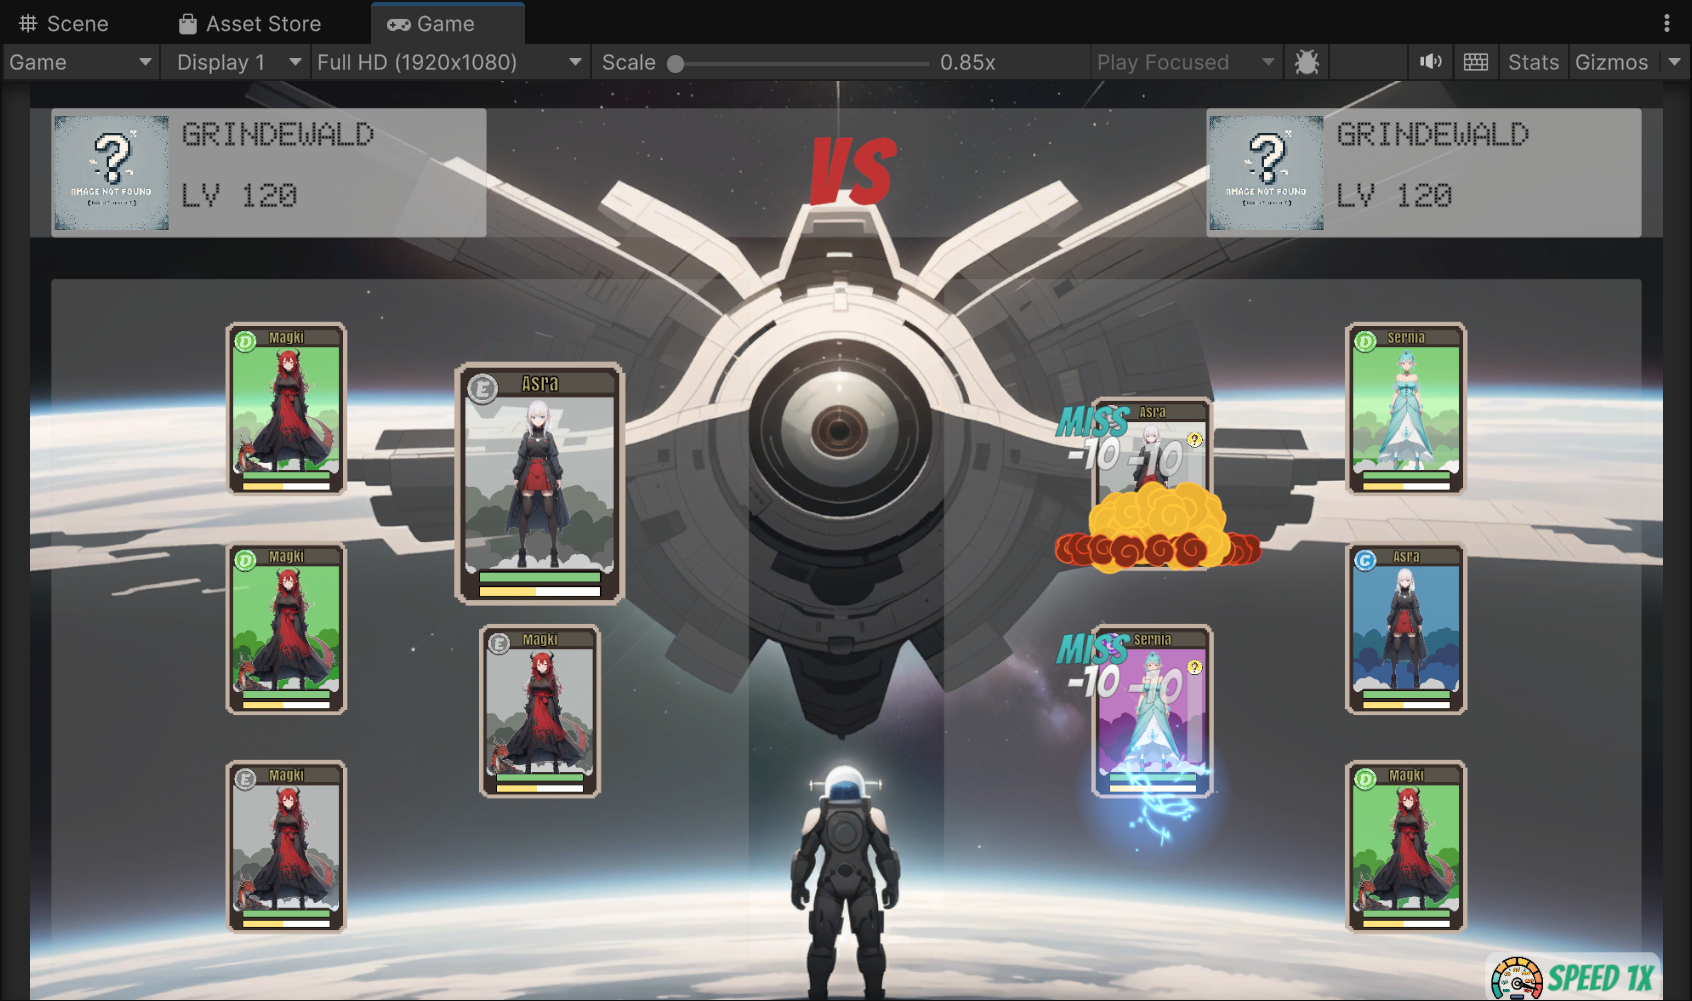 Scene
Asset Store
Game
Game
Display 1
Full HD (1920x1080)
Scale
0.85x
Play Focused
Stats
Gizmos
GRINDEWALD
LV 120
?
IMAGE NOT FOUND
VS
GRINDEWALD
LV 120
?
IMAGE NOT FOUND
D
Magki
E
Asra
D
Magki
E
Magki
E
Magki
MISS
Asra
?
-10
-10
MISS
Sernia
?
-10
-10
D
Sernia
C
Asra
D
Magki
SPEED 1X